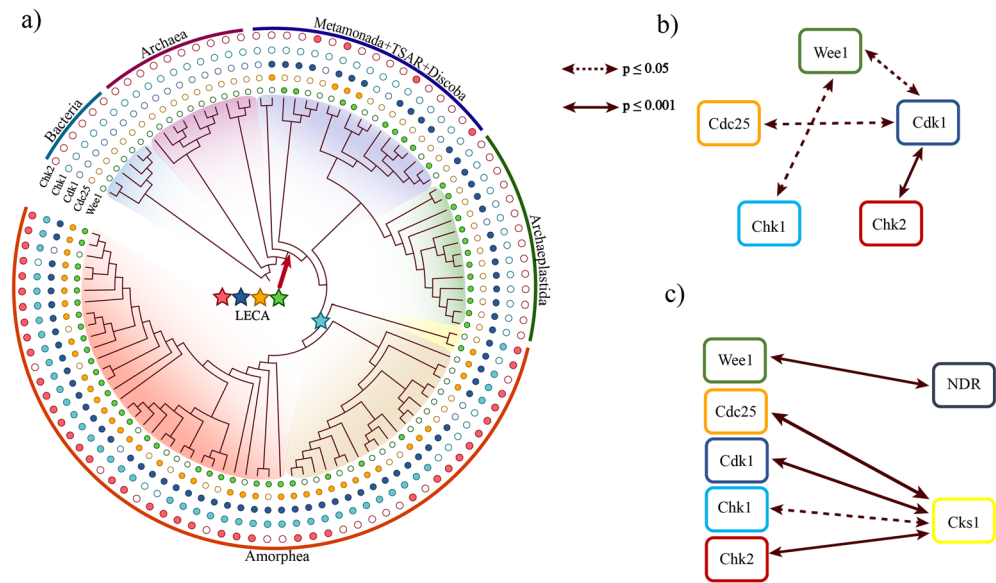 a)
Bacteria
Archaea
Metamonada+TSAR+Discoba
Archaeplastida
Amorphea
Chk2
Chk1
Cdk1
Cdc25
Wee1
LECA
p ≤ 0.05
p ≤ 0.001
b)
Wee1
Cdc25
Cdk1
Chk1
Chk2
c)
Wee1
Cdc25
Cdk1
Chk1
Chk2
NDR
Cks1